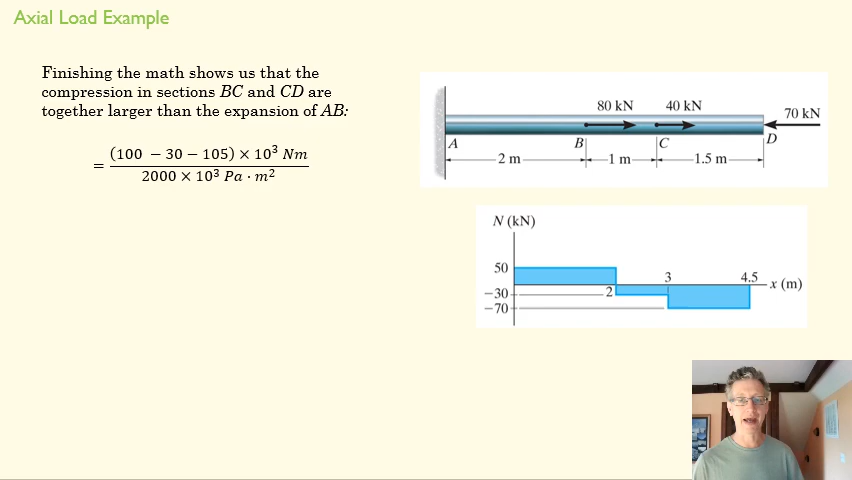 Axial Load Example
Finishing the math shows us that the
compression in sections BC and CD are
together larger than the expansion of AB:
= (100 − 30 − 105) × 10³ Nm
2000 × 10³ Pa · m²
80 kN 40 kN
70 kN
A B C D
2 m 1 m 1.5 m
N (kN)
50
3 4.5
x (m)
−30
2
−70